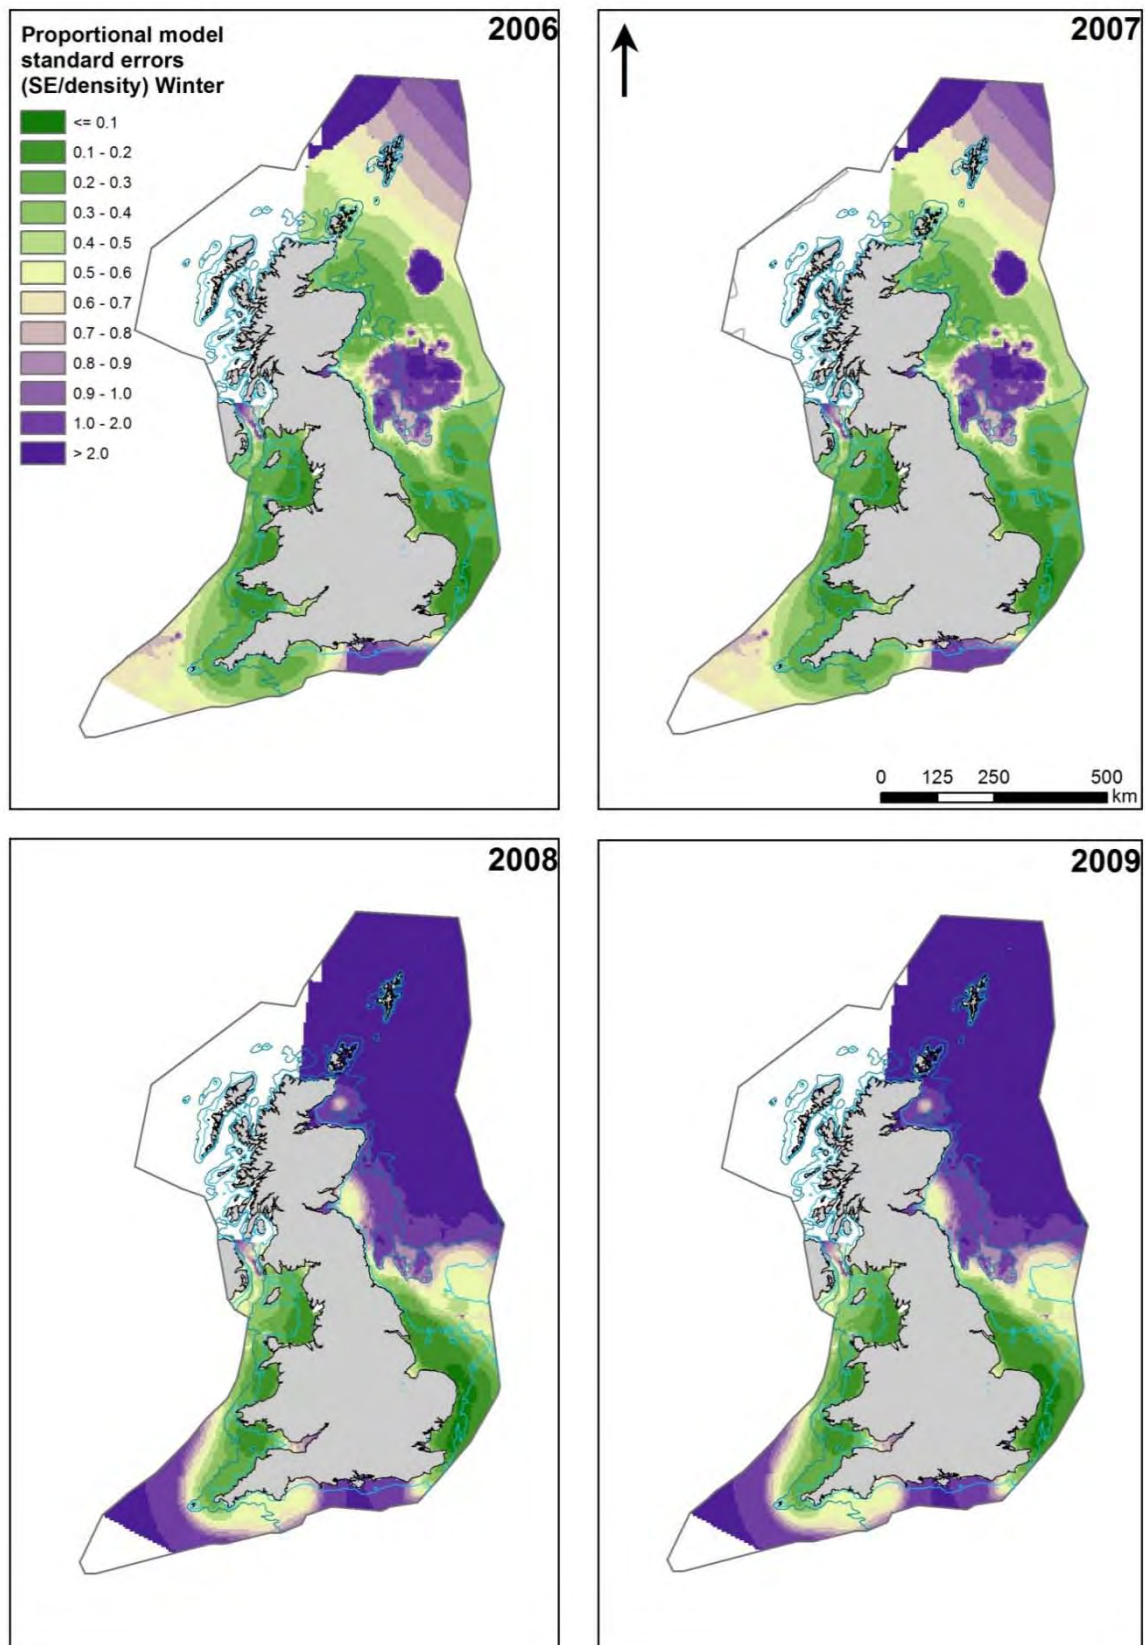 2006
Proportional model
standard errors
(SE/density) Winter
<= 0.1
0.1 - 0.2
0.2 - 0.3
0.3 - 0.4
0.4 - 0.5
0.5 - 0.6
0.6 - 0.7
0.7 - 0.8
0.8 - 0.9
0.9 - 1.0
1.0 - 2.0
> 2.0
2007
0 125 250 500
km
2008
2009